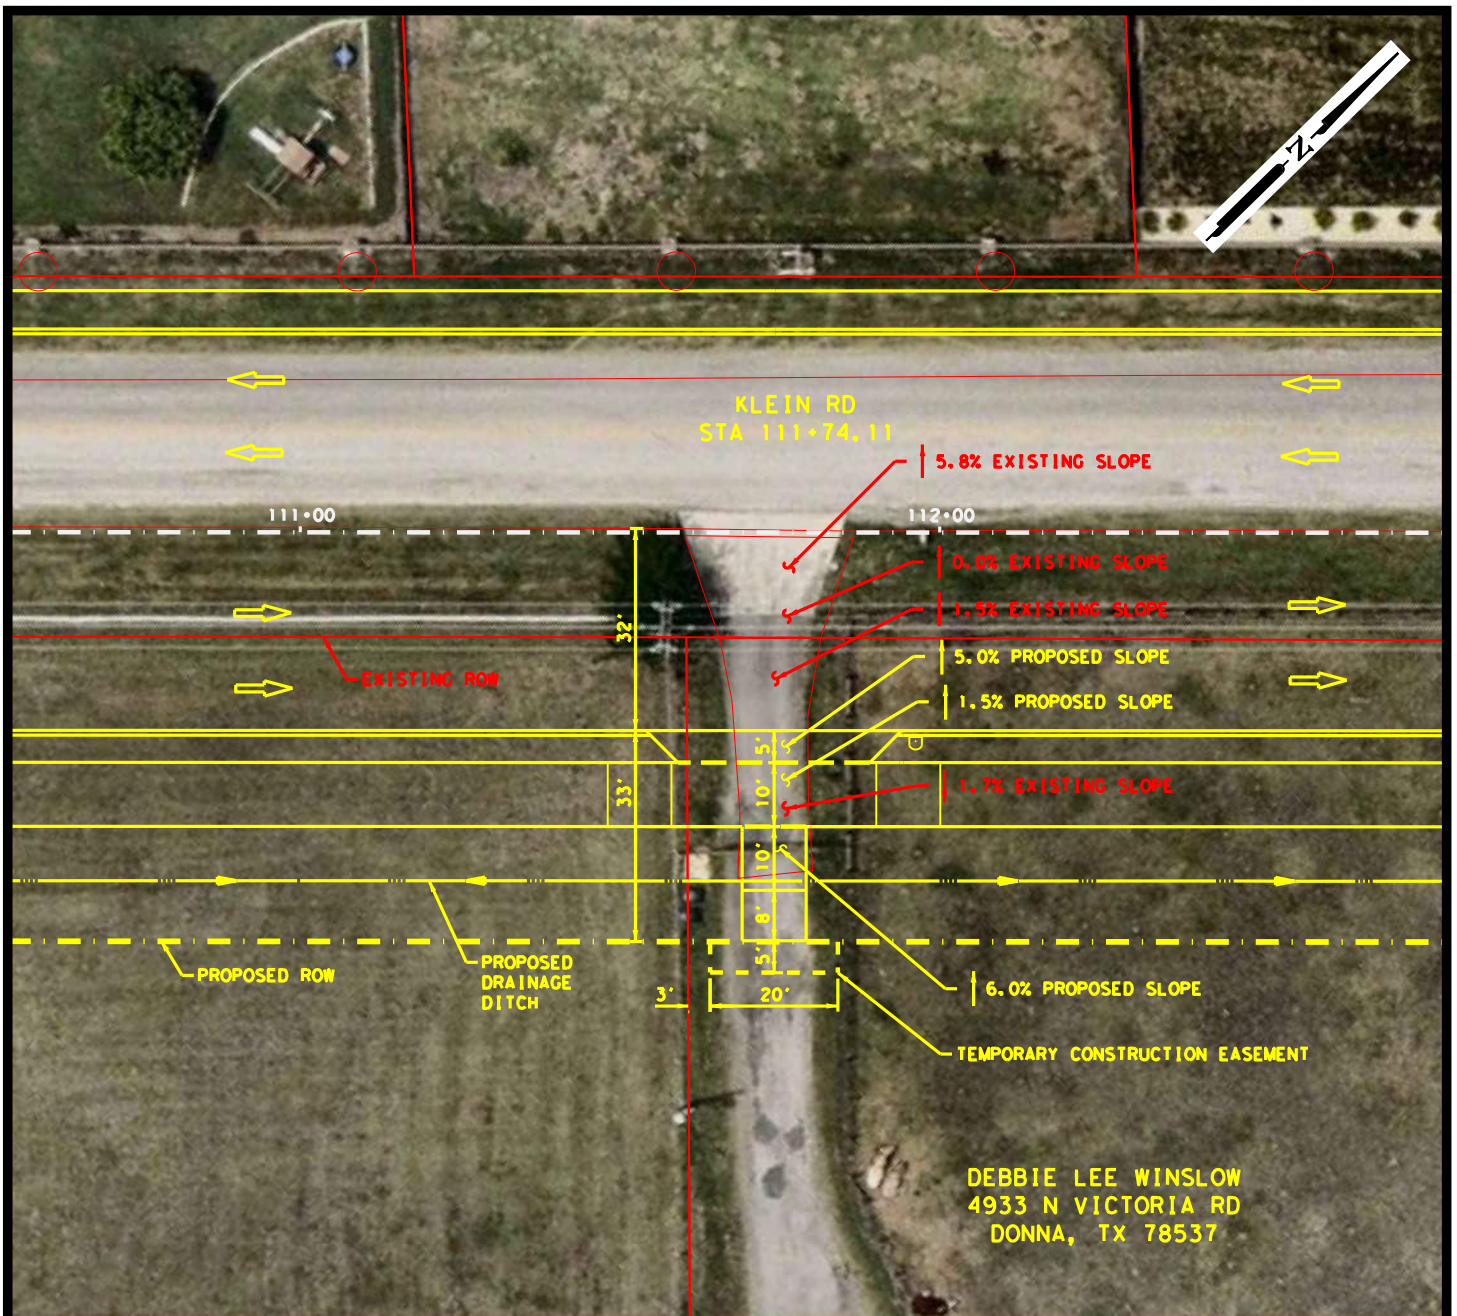 N
KLEIN RD
STA 111+74.11
5.8% EXISTING SLOPE
111+00
112+00
0.0% EXISTING SLOPE
1.5% EXISTING SLOPE
32'
5.0% PROPOSED SLOPE
EXISTING ROW
1.5% PROPOSED SLOPE
5'
33'
10'
1.7% EXISTING SLOPE
10'
8'
5'
PROPOSED ROW
PROPOSED
DRAINAGE
DITCH
3'
20'
6.0% PROPOSED SLOPE
TEMPORARY CONSTRUCTION EASEMENT
DEBBIE LEE WINSLOW
4933 N VICTORIA RD
DONNA, TX 78537